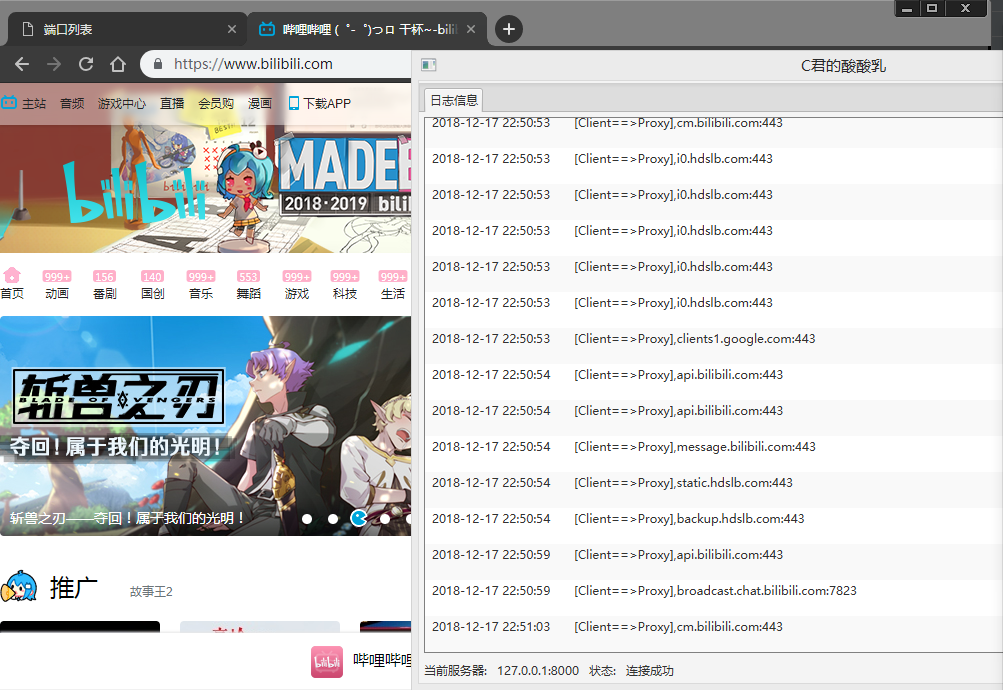 端口列表
哔哩哔哩 ( ゜- ゜)つロ 干杯~-bili
https://www.bilibili.com
C君的酸酸乳
主站 音频 游戏中心 直播 会员购 漫画 下载APP
日志信息
bilibili
MADE
2018·2019 bili
999+ 156 140 999+ 553 999+ 999+ 999+
首页 动画 番剧 国创 音乐 舞蹈 游戏 科技 生活
斩兽之刃
BLADE OF VENGERS
夺回！属于我们的光明！
斩兽之刃——夺回！属于我们的光明！
推广 故事王2
bilibili 哔哩哔哩
2018-12-17 22:50:53 [Client==>Proxy],cm.bilibili.com:443
2018-12-17 22:50:53 [Client==>Proxy],i0.hdslb.com:443
2018-12-17 22:50:53 [Client==>Proxy],i0.hdslb.com:443
2018-12-17 22:50:53 [Client==>Proxy],i0.hdslb.com:443
2018-12-17 22:50:53 [Client==>Proxy],i0.hdslb.com:443
2018-12-17 22:50:53 [Client==>Proxy],i0.hdslb.com:443
2018-12-17 22:50:53 [Client==>Proxy],clients1.google.com:443
2018-12-17 22:50:54 [Client==>Proxy],api.bilibili.com:443
2018-12-17 22:50:54 [Client==>Proxy],api.bilibili.com:443
2018-12-17 22:50:54 [Client==>Proxy],message.bilibili.com:443
2018-12-17 22:50:54 [Client==>Proxy],static.hdslb.com:443
2018-12-17 22:50:54 [Client==>Proxy],backup.hdslb.com:443
2018-12-17 22:50:59 [Client==>Proxy],api.bilibili.com:443
2018-12-17 22:50:59 [Client==>Proxy],broadcast.chat.bilibili.com:7823
2018-12-17 22:51:03 [Client==>Proxy],cm.bilibili.com:443
当前服务器: 127.0.0.1:8000 状态: 连接成功